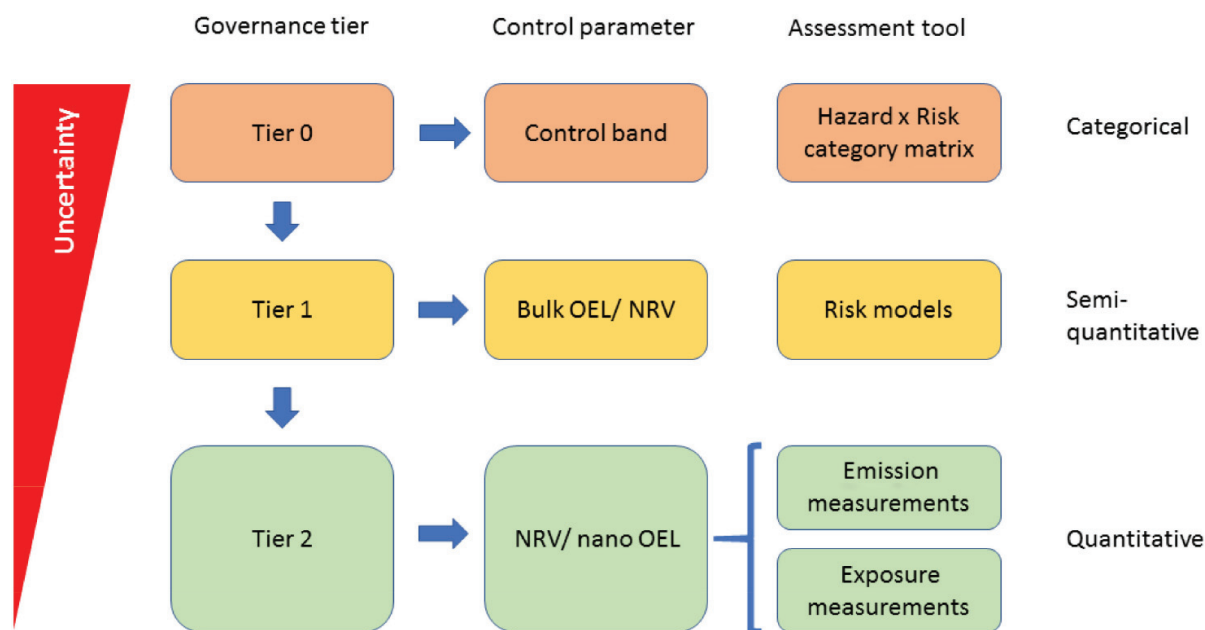 Governance tier
Control parameter
Assessment tool
Uncertainty
Tier 0
Control band
Hazard x Risk
category matrix
Categorical
Tier 1
Bulk OEL/ NRV
Risk models
Semi-
quantitative
Tier 2
NRV/ nano OEL
Emission
measurements
Exposure
measurements
Quantitative